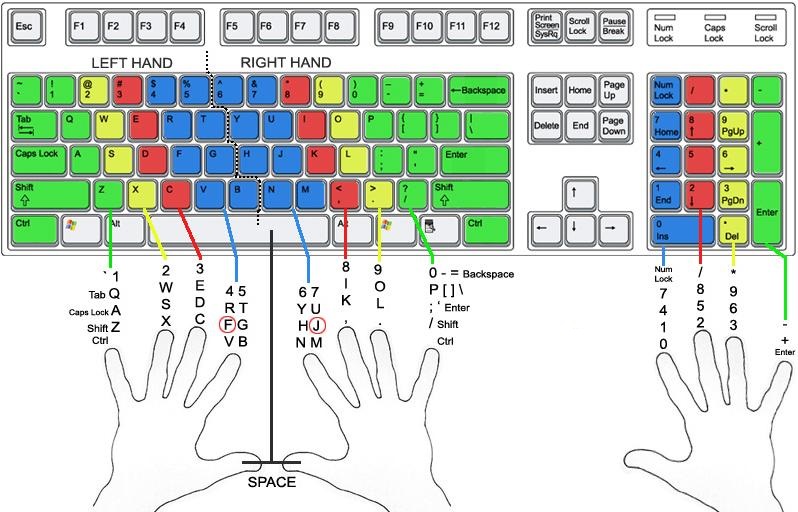 Esc F1 F2 F3 F4 F5 F6 F7 F8 F9 F10 F11 F12 Print Screen SysRq Scroll Lock Pause Break Num Lock Caps Lock Scroll Lock
LEFT HAND RIGHT HAND
~ ` ! 1 @ 2 # 3 $ 4 % 5 ^ 6 & 7 * 8 ( 9 ) 0 - - + = ←Backspace Insert Home Page Up Num Lock / * -
Tab Q W E R T Y U I O P { [ } ] | \ Delete End Page Down 7 Home 8 ↑ 9 PgUp +
Caps Lock A S D F G H J K L : ; " , Enter 4 ← 5 6 →
Shift Z X C V B N M < , > . ? / Shift ↑ 1 End 2 ↓ 3 PgDn Enter
Ctrl Alt Ctrl ← ↓ → 0 Ins . Del
` 1 2 3 4 5 6 7 8 9 0 - = Backspace Num Lock / *
Tab Q W E R T Y U I O P [ ] \ 7 8 9
Caps Lock A S D F G H J K L ; ' Enter 4 5 6
Shift Z X C V B N M , . / Shift 1 2 3 -
Ctrl Ctrl 0 +
Enter
SPACE